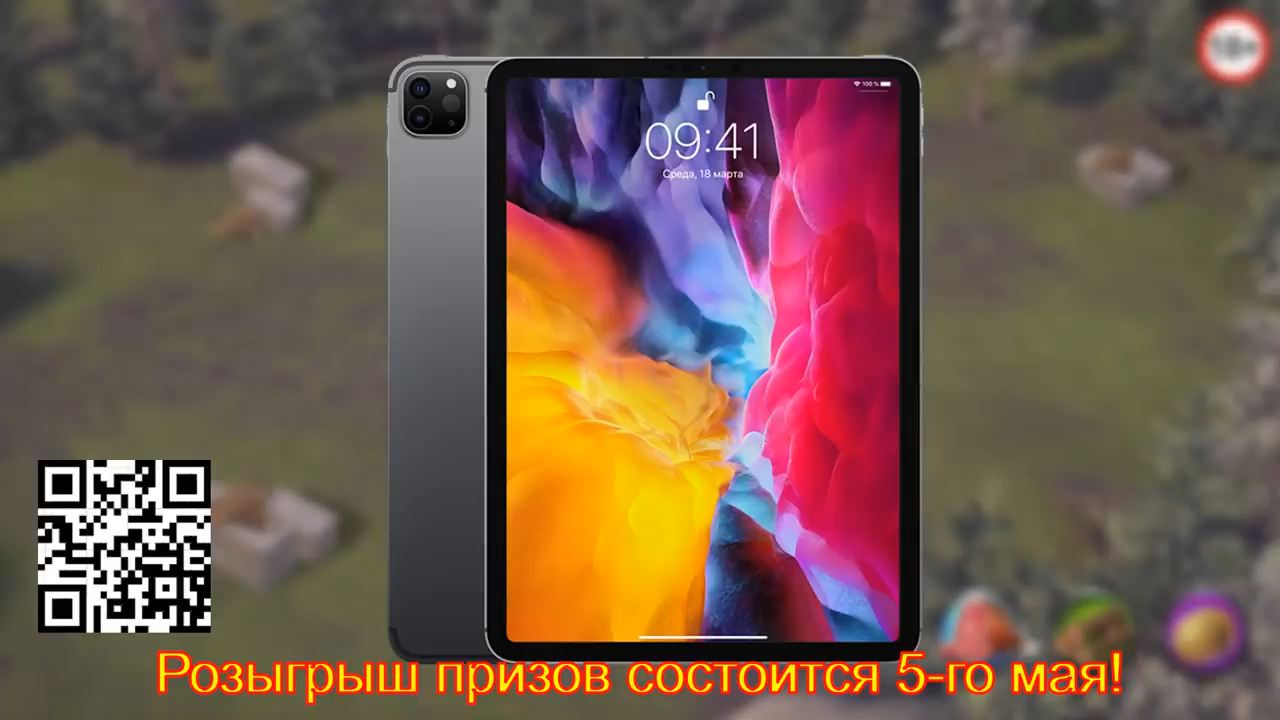 18+
100 %
09:41
Среда, 18 марта
Розыгрыш призов состоится 5-го мая!